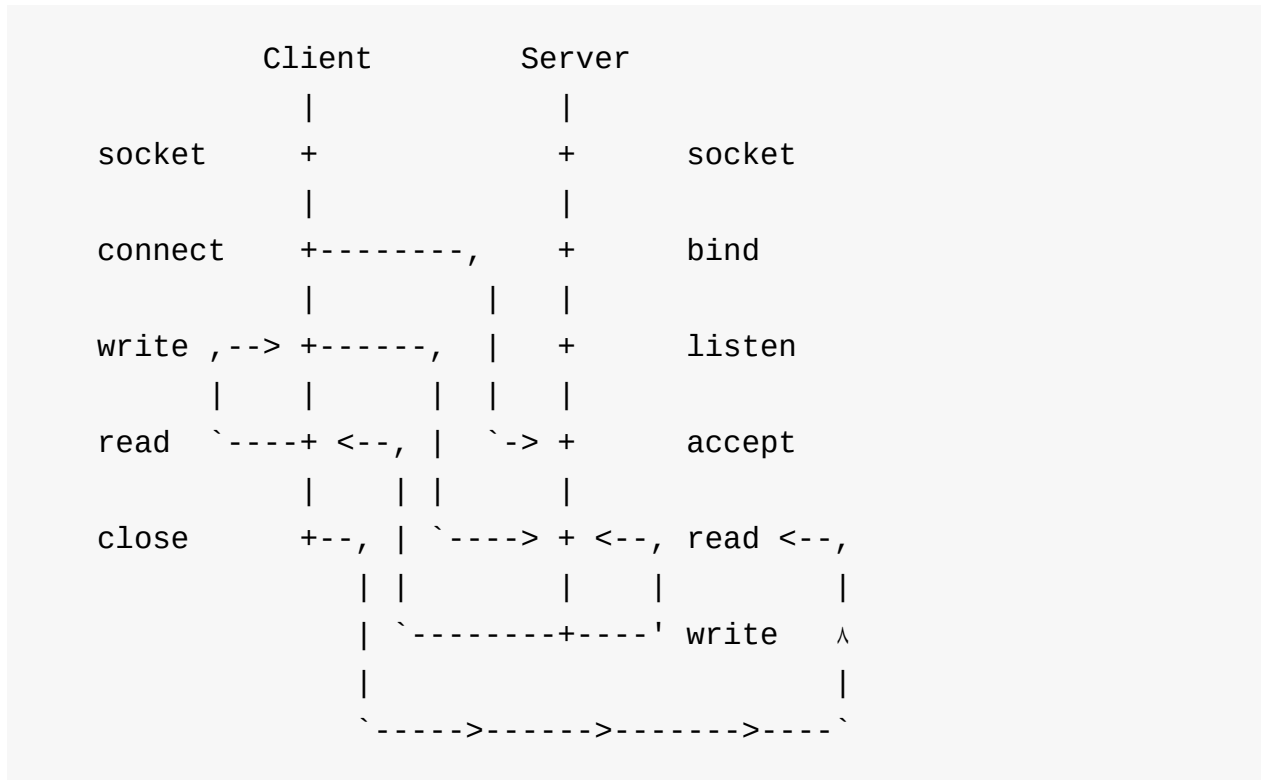 Client        Server
           |              |
socket     +              +      socket
           |              |
connect    +--------,     +      bind
           |         |   |
write ,--> +------,  |   +      listen
      |    |      |  |   |
read  `----+ <--, |  `-> +      accept
           |    | |      |
close      +--, | `----> + <--, read <--,
              | |        |    |         |
              | `--------+----' write   ⅄
              |                         |
              `----->------>------->----`